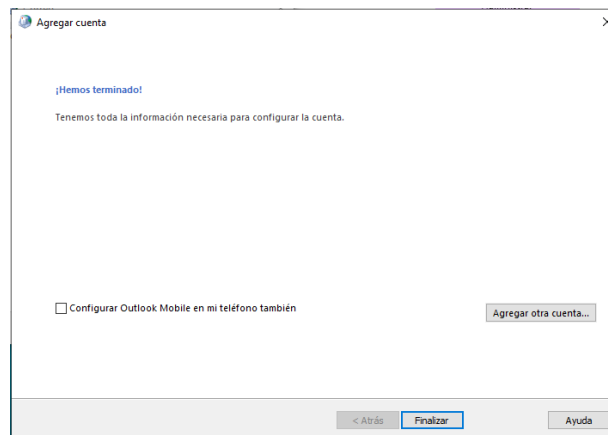 Agregar cuenta
¡Hemos terminado!
Tenemos toda la información necesaria para configurar la cuenta.
Configurar Outlook Mobile en mi teléfono también
Agregar otra cuenta...
< Atrás
Finalizar
Ayuda